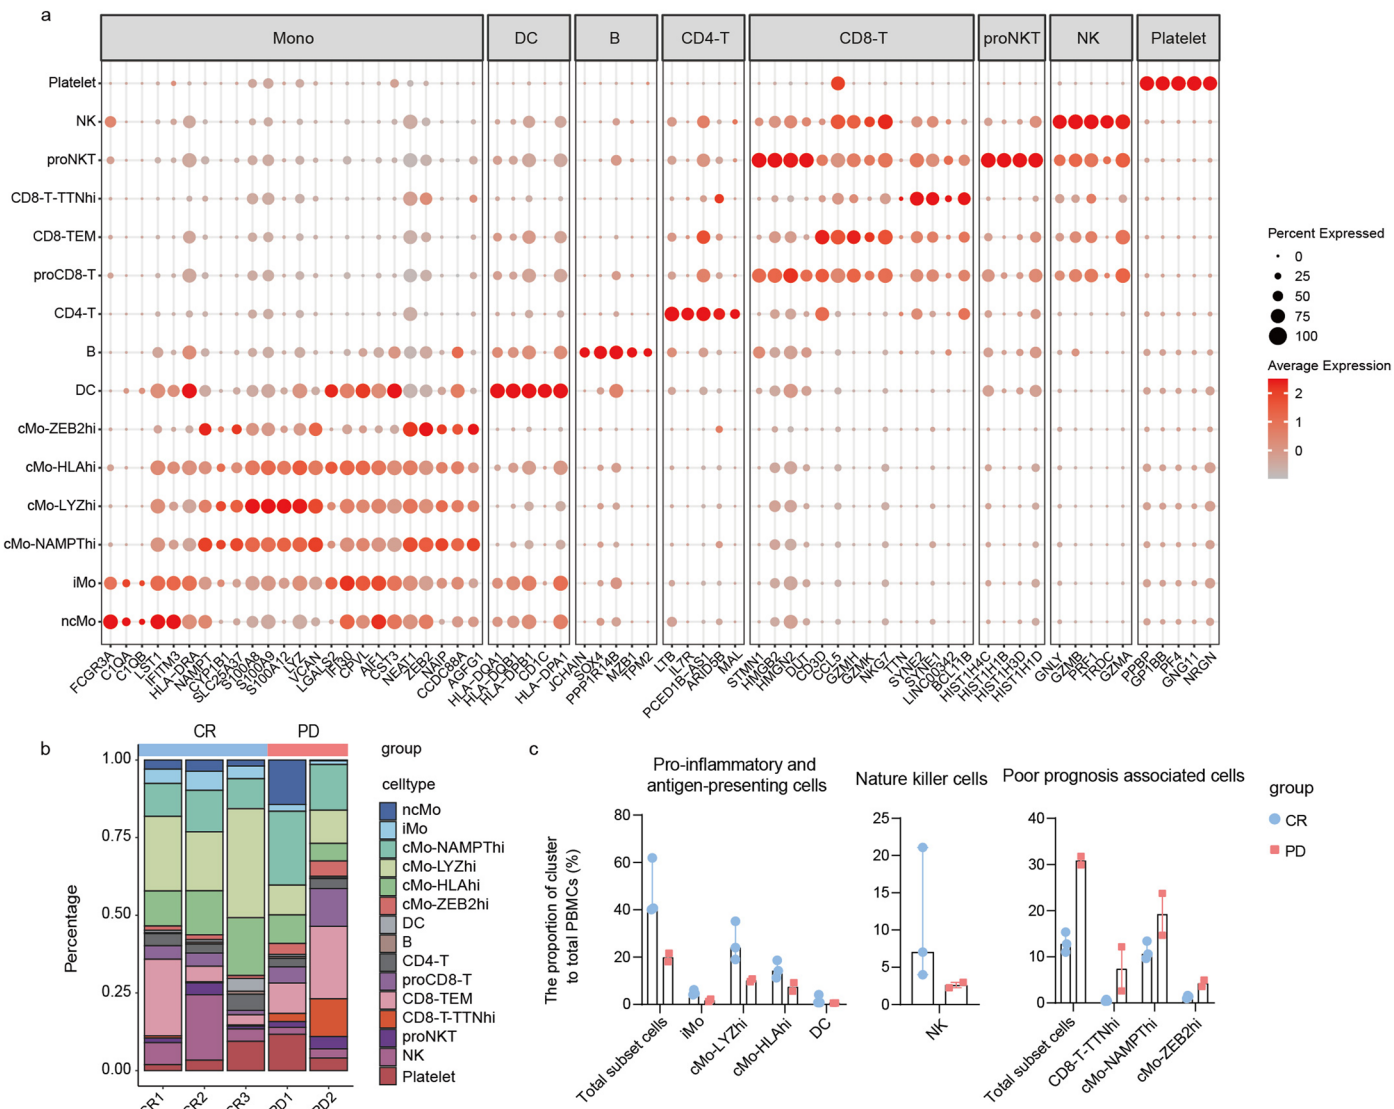 a
Mono DC B CD4-T CD8-T proNKT NK Platelet
Platelet
NK
proNKT
CD8-T-TTNhi
CD8-TEM
proCD8-T
CD4-T
B
DC
cMo-ZEB2hi
cMo-HLAhi
cMo-LYZhi
cMo-NAMPThi
iMo
ncMo
FCGR3A C1QA C1QB LST1 IFITM3 HLA-DRA NAMPT CYP1B1 SLC25A37 S100A8 S100A9 S100A12 LYZ VCAN LGALS2 IFI30 CPVL AIF1 CST3 NEAT1 ZEB2 NAIP CCDC88A AGFG1 HLA-DQA1 HLA-DQB1 HLA-DPB1 CD1C HLA-DPA1 JCHAIN SOX4 PPP1R14B MZB1 TPM2 LTB IL7R PCED1B-AS1 ARID5B MAL STMN1 HMGB2 HMGN2 DUT CD3D CCL5 GZMH GZMK NKG7 TTN SYNE2 SYNE1 LINC00842 BCL11B HIST1H4C HIST1H1B HIST1H3D HIST1H1D GNLY GZMB PRF1 TRDC GZMA PPBP GP1BB PF4 GNG11 NRGN
Percent Expressed
0
25
50
75
100
Average Expression
2
1
0
b
CR PD
group
celltype
ncMo
iMo
cMo-NAMPThi
cMo-LYZhi
cMo-HLAhi
cMo-ZEB2hi
DC
B
CD4-T
proCD8-T
CD8-TEM
CD8-T-TTNhi
proNKT
NK
Platelet
Percentage
1.00
0.75
0.50
0.25
0.00
CR1 CR2 CR3 PD1 PD2
c
Pro-inflammatory and
antigen-presenting cells
The proportion of cluster
to total PBMCs (%)
80
60
40
20
0
Total subset cells iMo cMo-LYZhi cMo-HLAhi DC
Nature killer cells
25
20
15
10
5
0
NK
Poor prognosis associated cells
40
30
20
10
0
Total subset cells CD8-T-TTNhi cMo-NAMPThi cMo-ZEB2hi
group
CR
PD